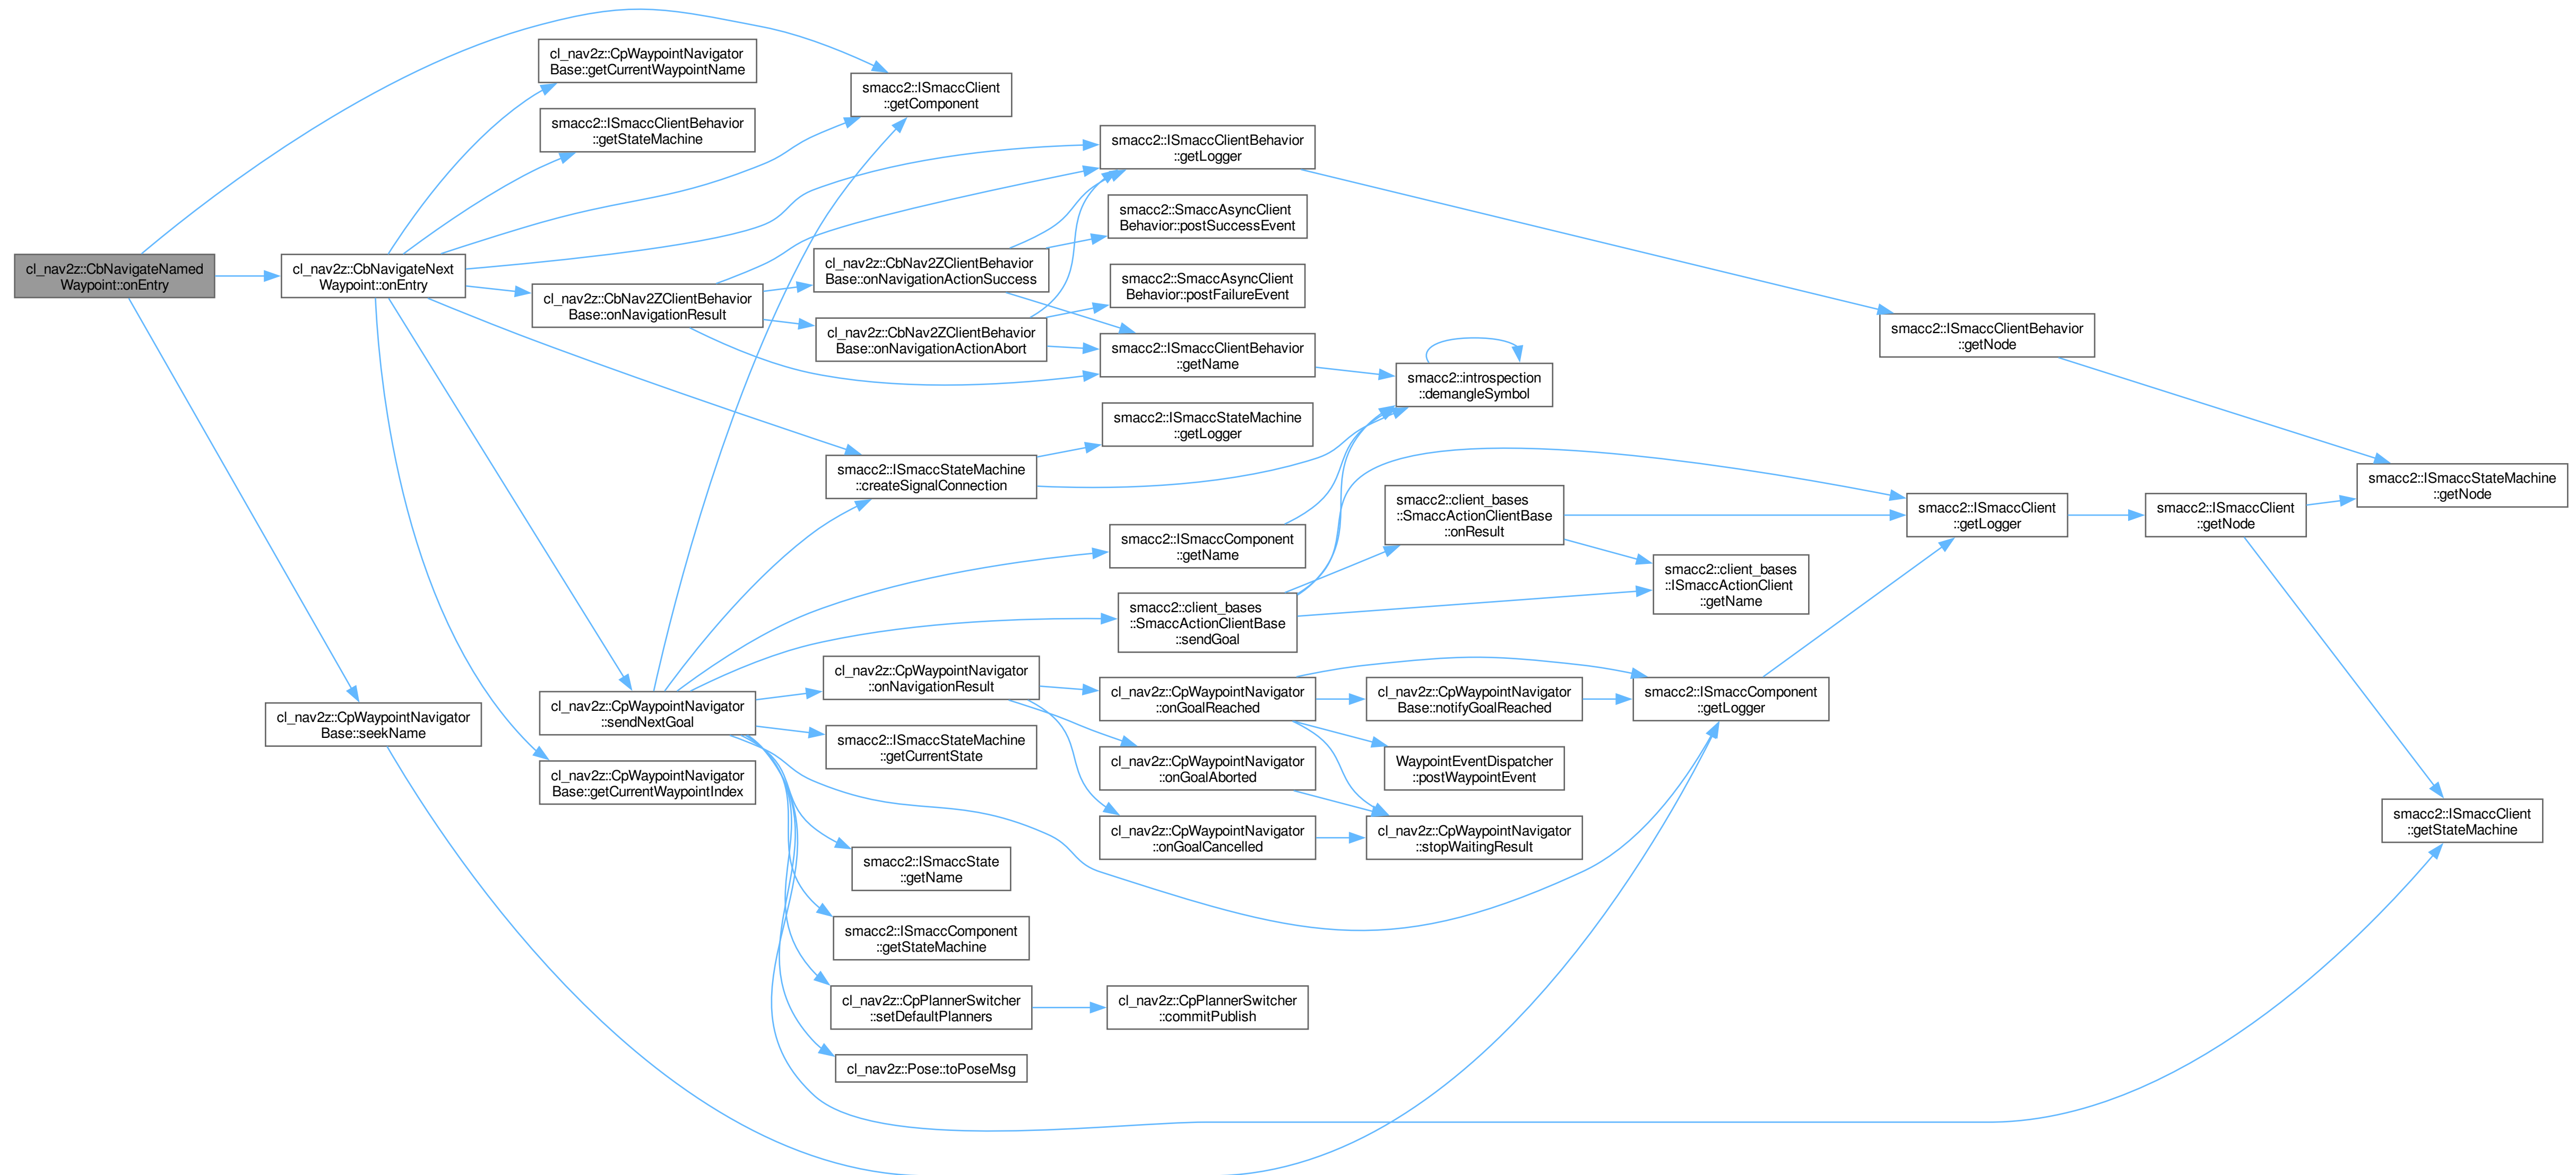 cl_nav2z::CbNavigateNamed
Waypoint::onEntry
cl_nav2z::CbNavigateNext
Waypoint::onEntry
cl_nav2z::CpWaypointNavigator
Base::seekName
cl_nav2z::CpWaypointNavigator
Base::getCurrentWaypointName
smacc2::ISmaccClientBehavior
::getStateMachine
cl_nav2z::CbNav2ZClientBehavior
Base::onNavigationResult
cl_nav2z::CpWaypointNavigator
::sendNextGoal
cl_nav2z::CpWaypointNavigator
Base::getCurrentWaypointIndex
smacc2::ISmaccClient
::getComponent
cl_nav2z::CbNav2ZClientBehavior
Base::onNavigationActionSuccess
cl_nav2z::CbNav2ZClientBehavior
Base::onNavigationActionAbort
smacc2::ISmaccStateMachine
::createSignalConnection
cl_nav2z::CpWaypointNavigator
::onNavigationResult
smacc2::ISmaccStateMachine
::getCurrentState
smacc2::ISmaccState
::getName
smacc2::ISmaccComponent
::getStateMachine
cl_nav2z::CpPlannerSwitcher
::setDefaultPlanners
cl_nav2z::Pose::toPoseMsg
smacc2::ISmaccClientBehavior
::getLogger
smacc2::SmaccAsyncClient
Behavior::postSuccessEvent
smacc2::SmaccAsyncClient
Behavior::postFailureEvent
smacc2::ISmaccClientBehavior
::getName
smacc2::ISmaccStateMachine
::getLogger
smacc2::ISmaccComponent
::getName
smacc2::client_bases
::SmaccActionClientBase
::sendGoal
cl_nav2z::CpWaypointNavigator
::onGoalReached
cl_nav2z::CpWaypointNavigator
::onGoalAborted
cl_nav2z::CpWaypointNavigator
::onGoalCancelled
cl_nav2z::CpPlannerSwitcher
::commitPublish
smacc2::introspection
::demangleSymbol
smacc2::client_bases
::SmaccActionClientBase
::onResult
cl_nav2z::CpWaypointNavigator
Base::notifyGoalReached
WaypointEventDispatcher
::postWaypointEvent
cl_nav2z::CpWaypointNavigator
::stopWaitingResult
smacc2::client_bases
::ISmaccActionClient
::getName
smacc2::ISmaccComponent
::getLogger
smacc2::ISmaccClientBehavior
::getNode
smacc2::ISmaccClient
::getLogger
smacc2::ISmaccClient
::getNode
smacc2::ISmaccStateMachine
::getNode
smacc2::ISmaccClient
::getStateMachine